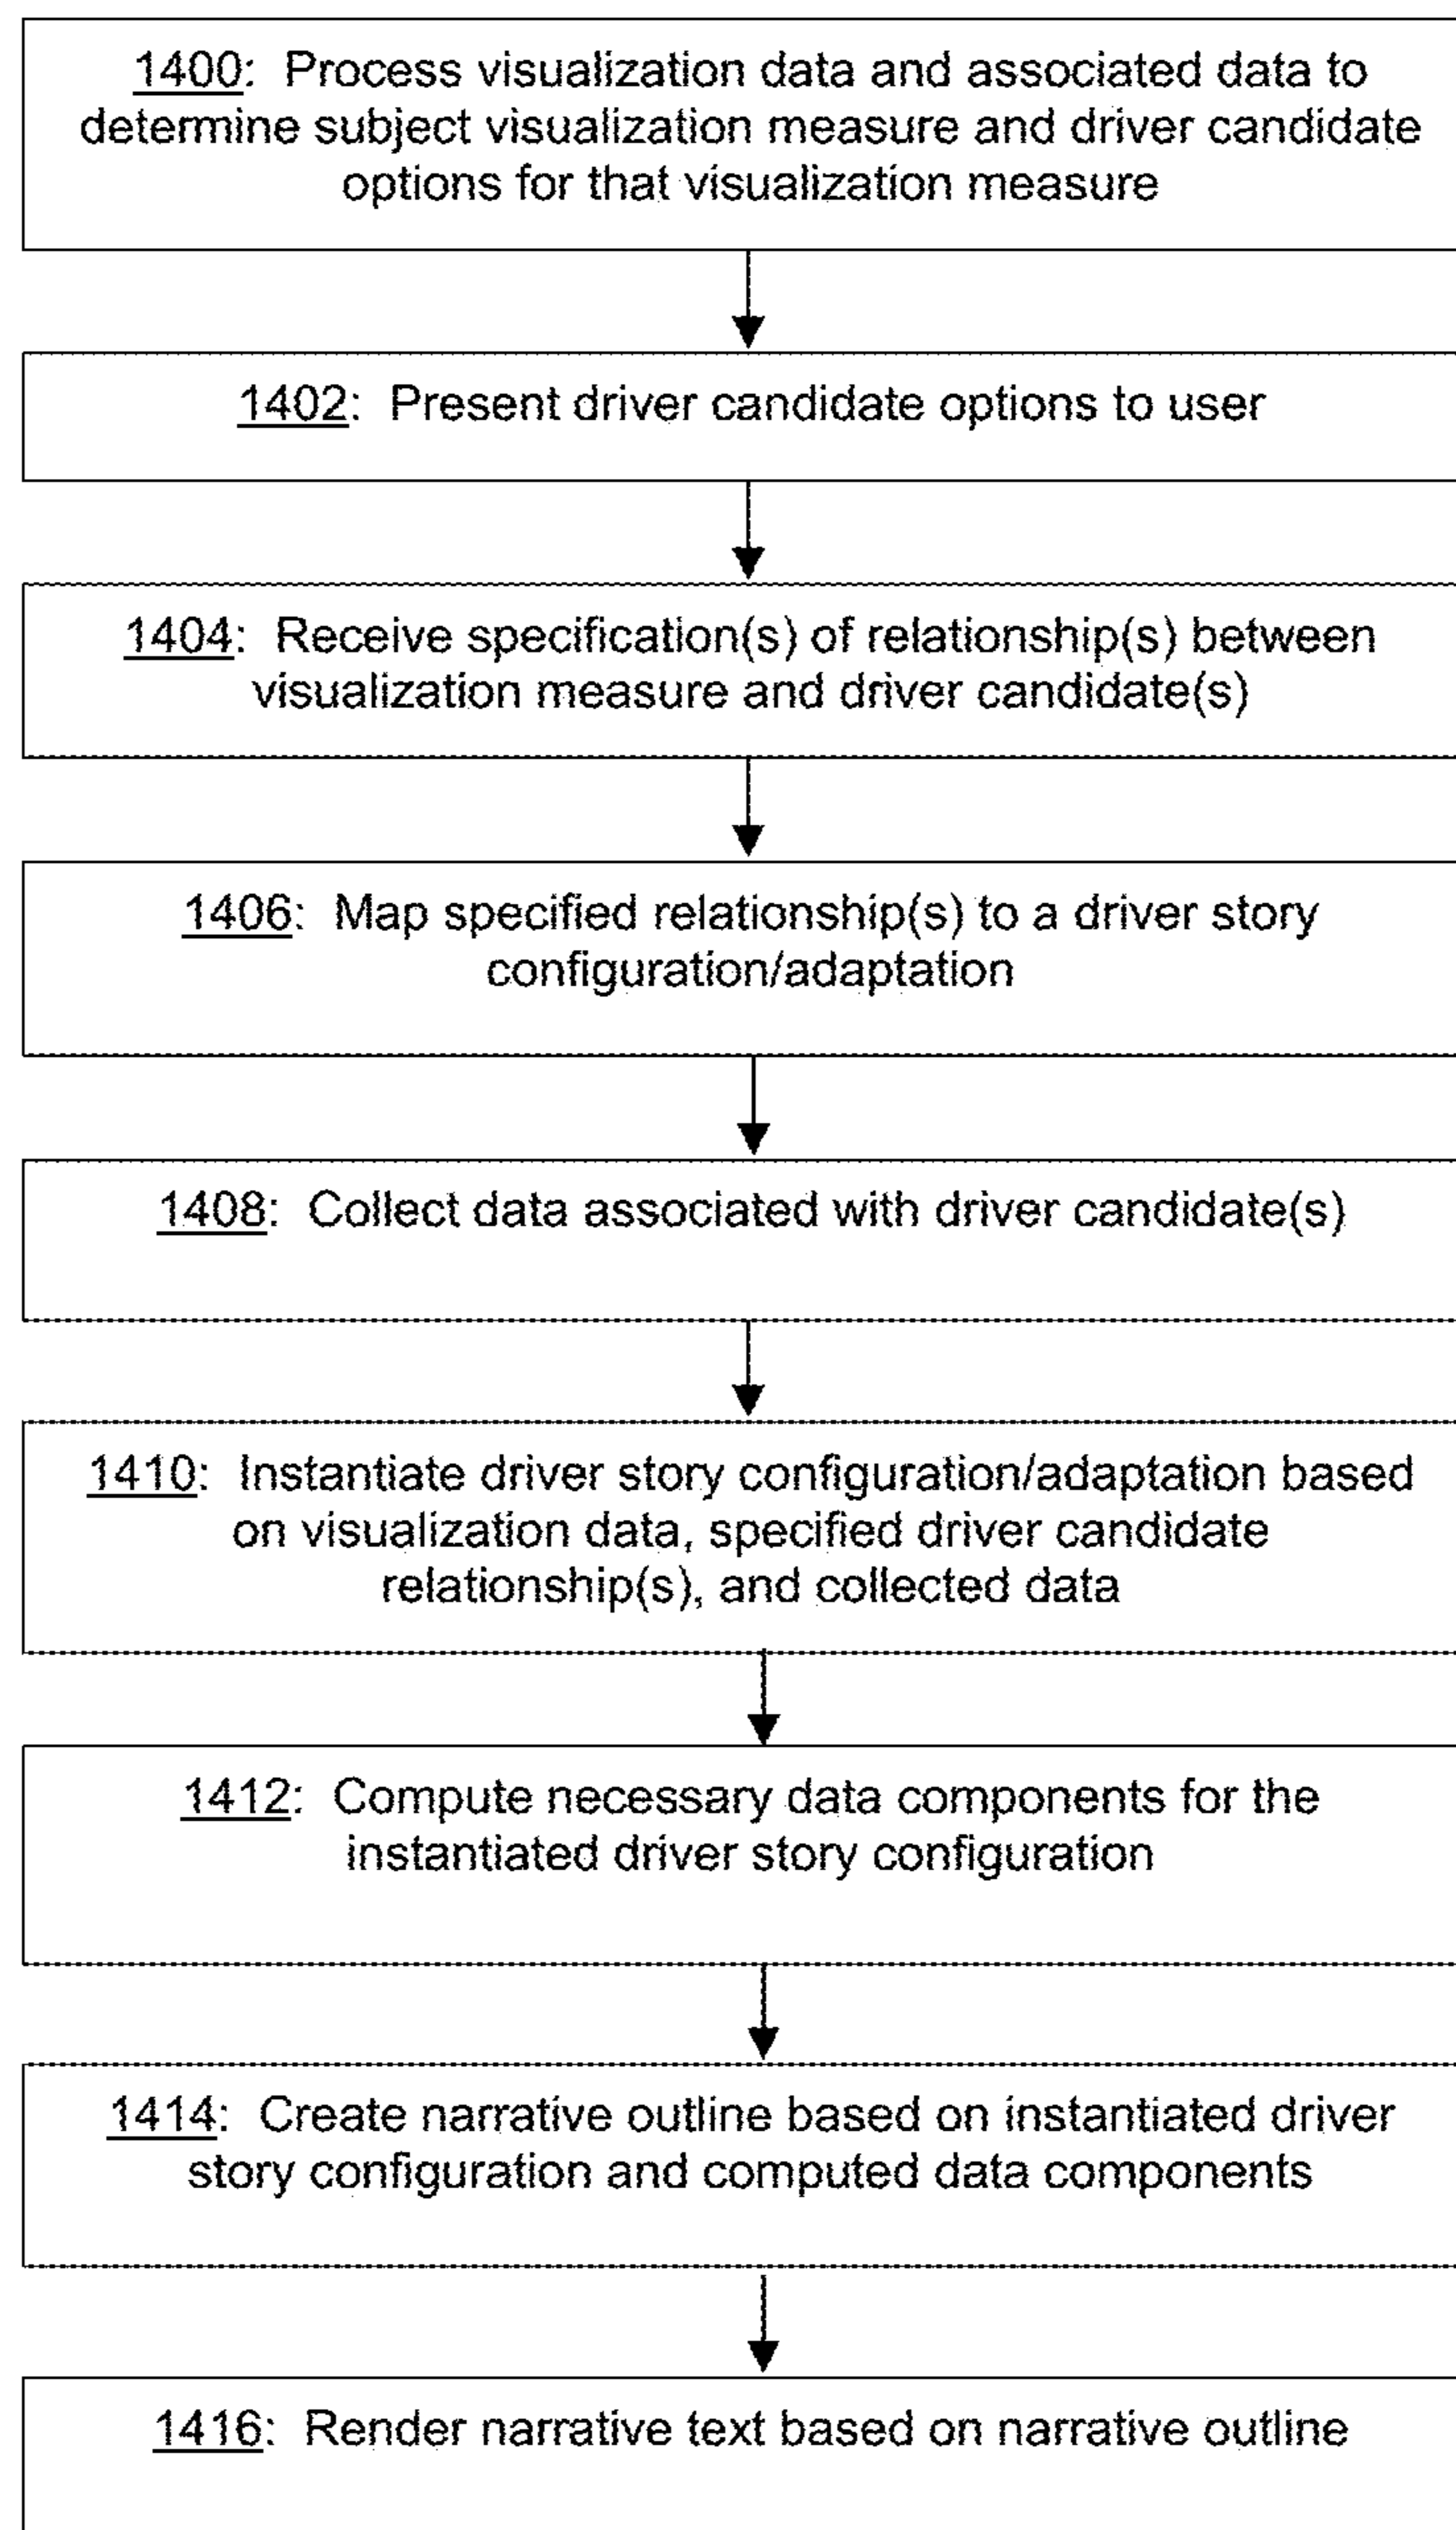 1400: Process visualization data and associated data to
determine subject visualization measure and driver candidate
options for that visualization measure
1402: Present driver candidate options to user
1404: Receive specification(s) of relationship(s) between
visualization measure and driver candidate(s)
1406: Map specified relationship(s) to a driver story
configuration/adaptation
1408: Collect data associated with driver candidate(s)
1410: Instantiate driver story configuration/adaptation based
on visualization data, specified driver candidate
relationship(s), and collected data
1412: Compute necessary data components for the
instantiated driver story configuration
1414: Create narrative outline based on instantiated driver
story configuration and computed data components
1416: Render narrative text based on narrative outline